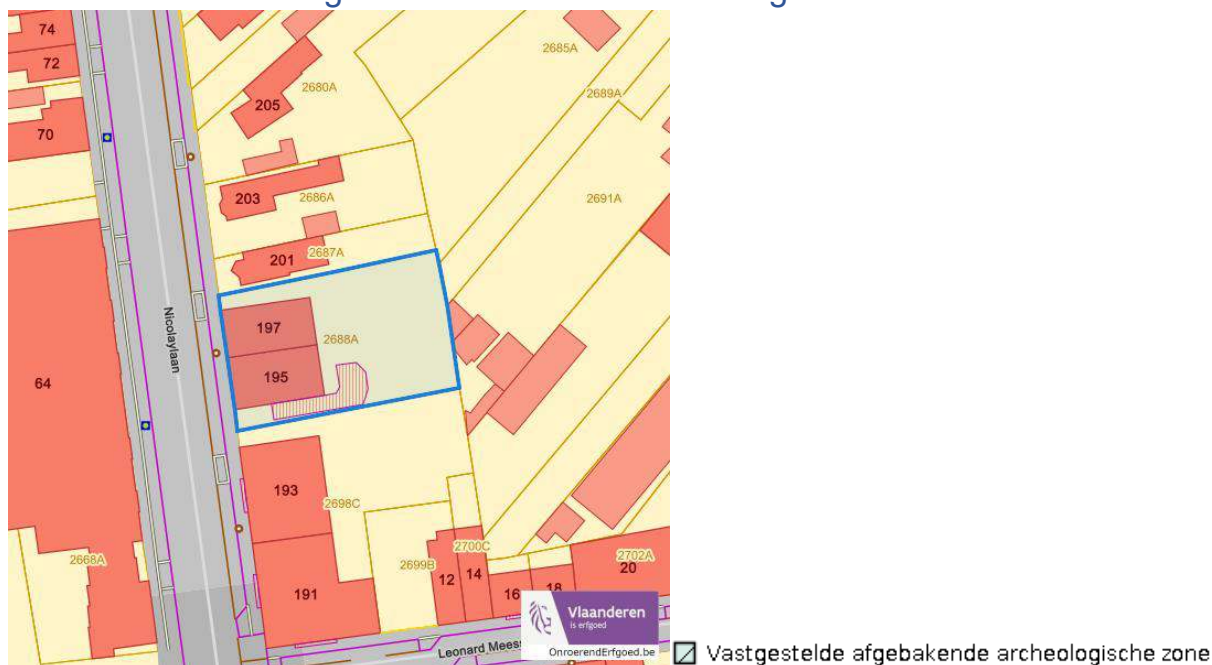 74
72
2685A
2680A
2689A
205
70
203
2686A
2691A
201
2687A
197
2688A
Nicolaylaan
195
64
193
2698C
2668A
2700C
2702A
2699B
12
14
20
16
18
191
Vlaanderen
is erfgoed
OnroerendErfgoed.be
Leonard
Vastgestelde afgebakende archeologische zone